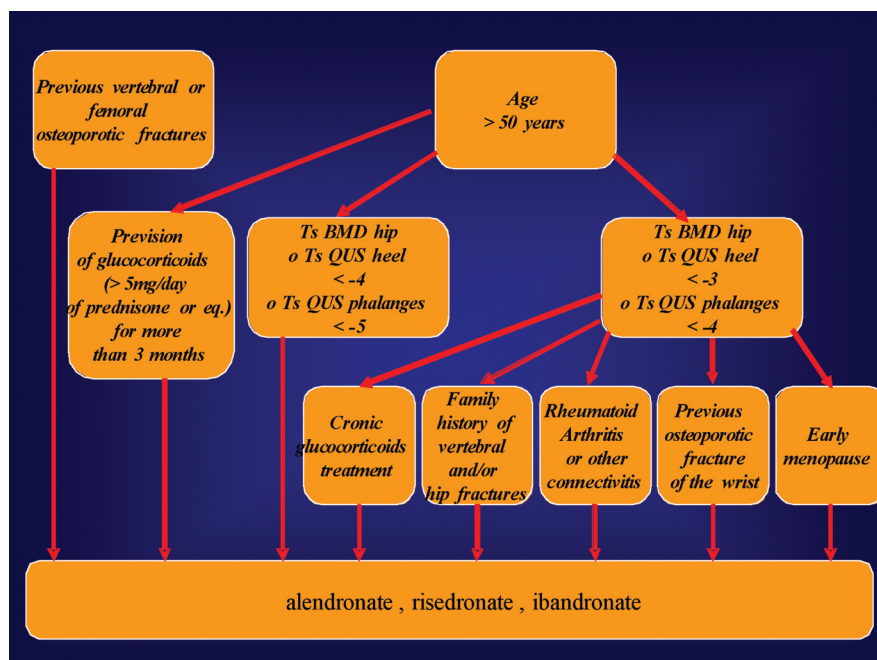 Previous vertebral or
femoral
osteoporotic fractures
Age
> 50 years
Prevision
of glucocorticoids
(> 5mg/day
of prednisone or eq.)
for more
than 3 months
Ts BMD hip
o Ts QUS heel
< -4
o Ts QUS phalanges
< -5
Ts BMD hip
o Ts QUS heel
< -3
o Ts QUS phalanges
< -4
Cronic
glucocorticoids
treatment
Family
history of
vertebral
and/or
hip fractures
Rheumatoid
Arthritis
or other
connectivitis
Previous
osteoporotic
fracture
of the wrist
Early
menopause
alendronate , risedronate , ibandronate